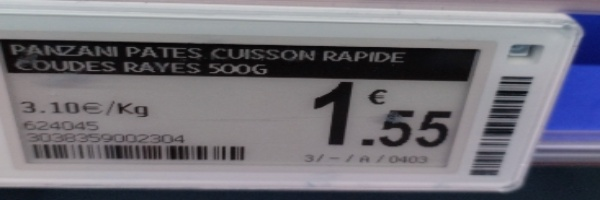 PANZANI PATES CUISSON RAPIDE
COUDES RAYES 500G
3.10€/Kg
1€.55
624045
3038359002304
3/-/A/0403